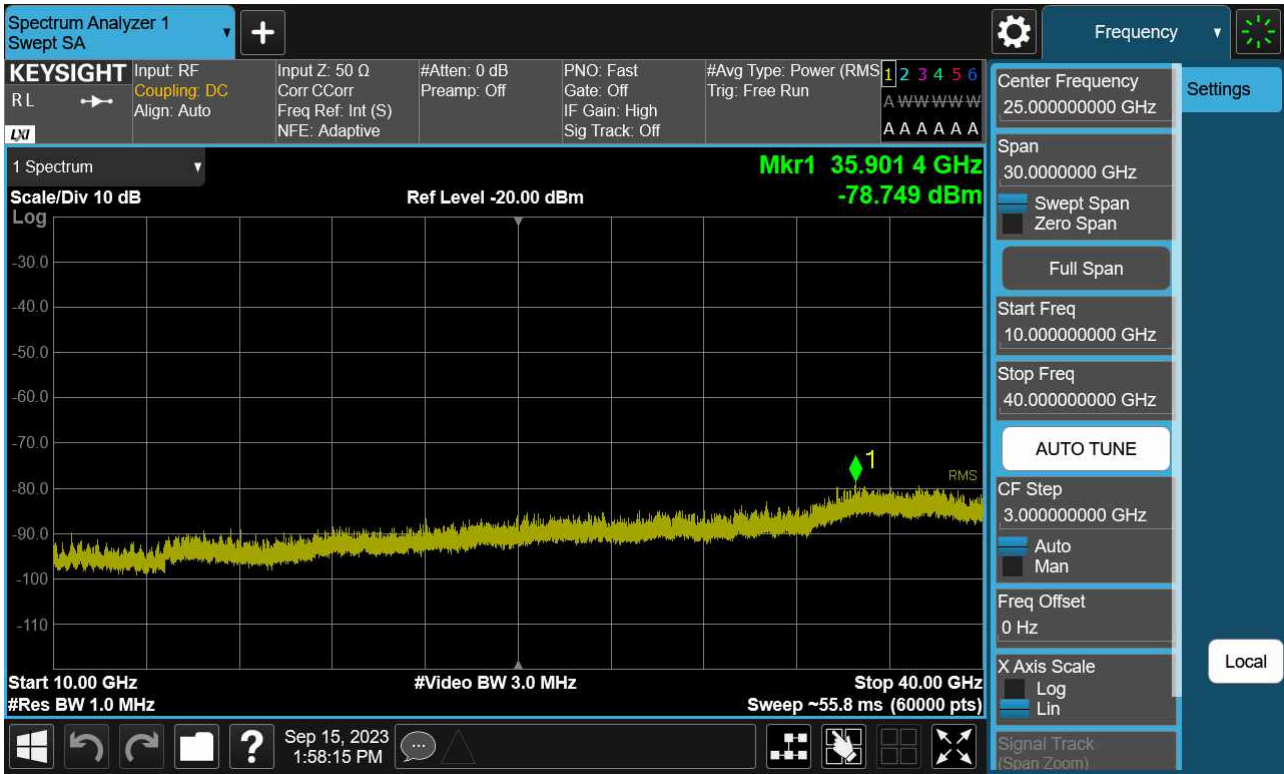 Spectrum Analyzer 1
Swept SA
+
Frequency
KEYSIGHT
R L
LXI
Input: RF
Coupling: DC
Align: Auto
Input Z: 50 Ω
Corr CCorr
Freq Ref: Int (S)
NFE: Adaptive
#Atten: 0 dB
Preamp: Off
PNO: Fast
Gate: Off
IF Gain: High
Sig Track: Off
#Avg Type: Power (RMS
Trig: Free Run
1 2 3 4 5 6
A W W W W W
A A A A A A
1 Spectrum
Mkr1 35.901 4 GHz
-78.749 dBm
Scale/Div 10 dB
Ref Level -20.00 dBm
Log
-30.0
-40.0
-50.0
-60.0
-70.0
-80.0
-90.0
-100
-110
1
RMS
Start 10.00 GHz
#Video BW 3.0 MHz
Stop 40.00 GHz
#Res BW 1.0 MHz
Sweep ~55.8 ms (60000 pts)
Center Frequency
25.000000000 GHz
Span
30.0000000 GHz
Swept Span
Zero Span
Full Span
Start Freq
10.000000000 GHz
Stop Freq
40.000000000 GHz
AUTO TUNE
CF Step
3.000000000 GHz
Auto
Man
Freq Offset
0 Hz
X Axis Scale
Log
Lin
Signal Track
(Span Zoom)
Settings
Local
?
Sep 15, 2023
1:58:15 PM